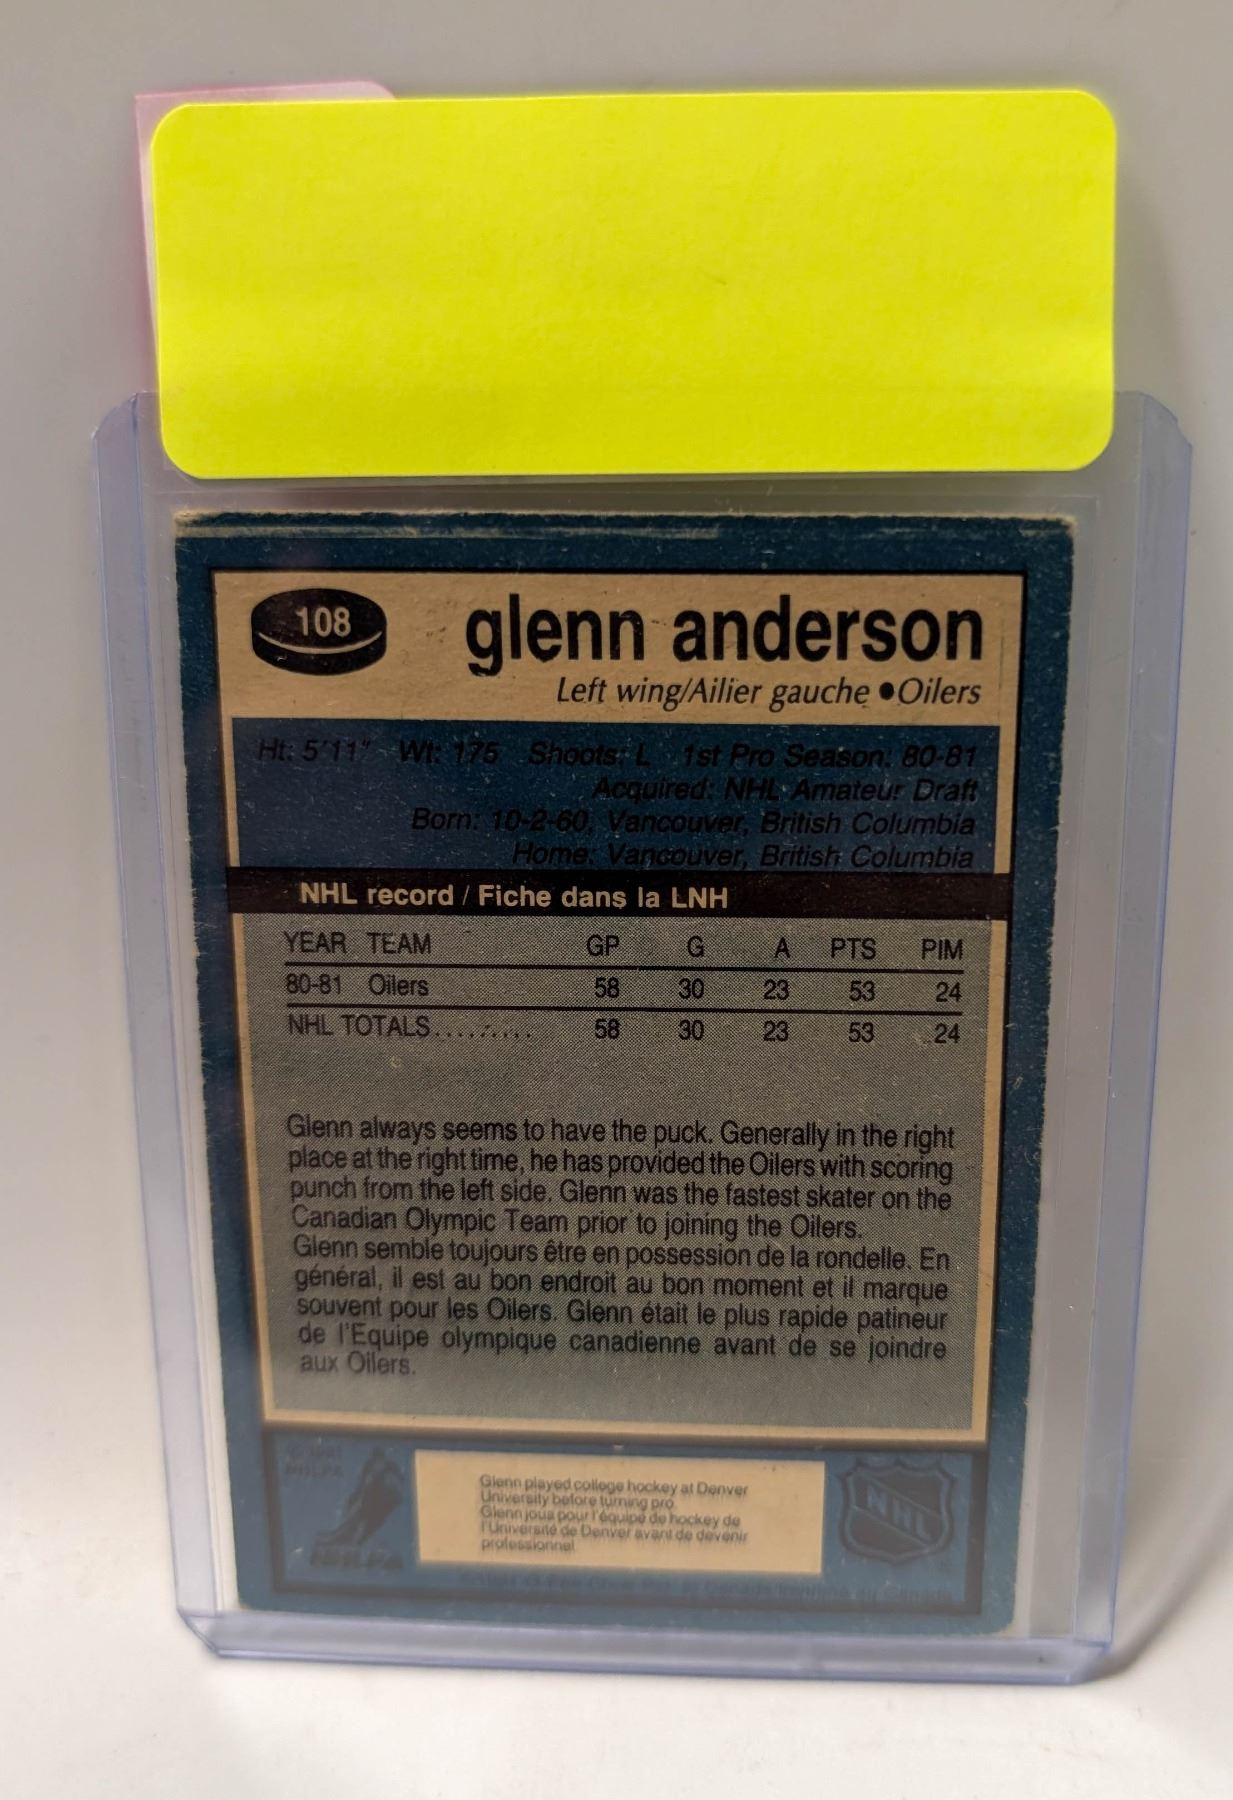 108
glenn anderson
Left wing/Ailier gauche •Oilers
Ht: 5'11" Wt: 175 Shoots: L 1st Pro Season: 80-81
Acquired: NHL Amateur Draft
Born: 10-2-60, Vancouver, British Columbia
Home: Vancouver, British Columbia
NHL record / Fiche dans la LNH
YEAR TEAM GP G A PTS PIM
80-81 Oilers 58 30 23 53 24
NHL TOTALS......... 58 30 23 53 24
Glenn always seems to have the puck. Generally in the right
place at the right time, he has provided the Oilers with scoring
punch from the left side. Glenn was the fastest skater on the
Canadian Olympic Team prior to joining the Oilers.
Glenn semble toujours être en possession de la rondelle. En
général, il est au bon endroit au bon moment et il marque
souvent pour les Oilers. Glenn était le plus rapide patineur
de l'Equipe olympique canadienne avant de se joindre
aux Oilers.
© 1981
NHLPA
NHLPA
Glenn played college hockey at Denver
University before turning pro.
Glenn joua pour l'équipe de hockey de
l'Université de Denver avant de devenir
professionnel.
NHL